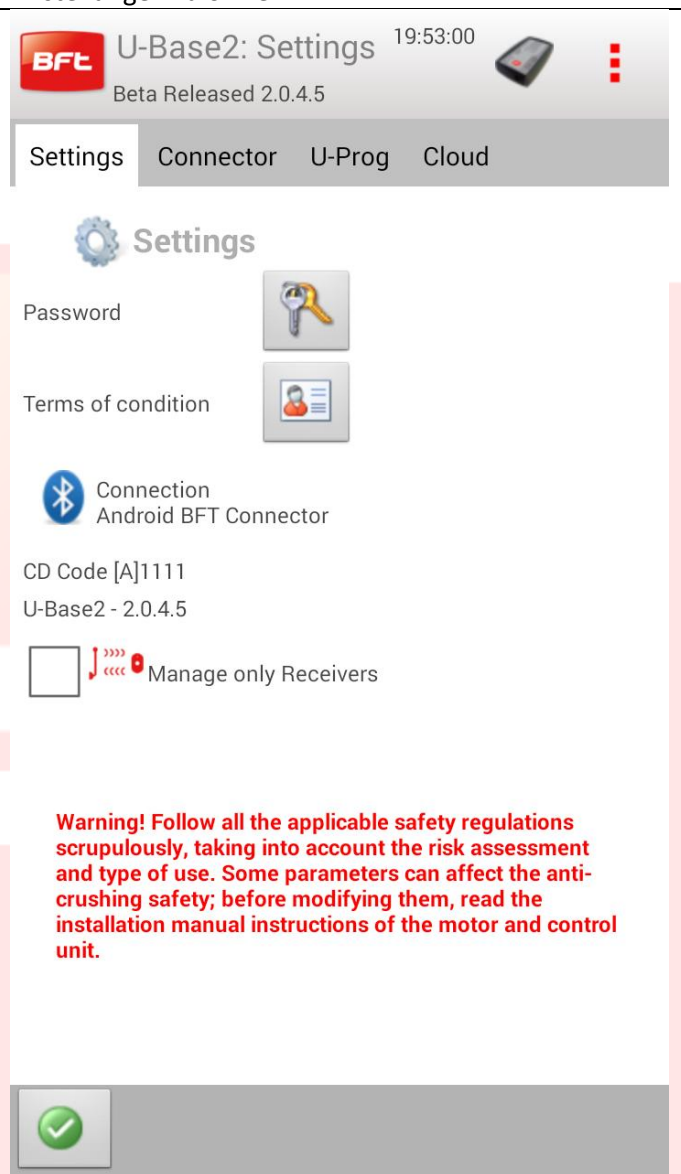 BFt
U-Base2: Settings
19:53:00
Beta Released 2.0.4.5
Settings Connector U-Prog Cloud
Settings
Password
Terms of condition
Connection
Android BFT Connector
CD Code [A]1111
U-Base2 - 2.0.4.5
Manage only Receivers
Warning! Follow all the applicable safety regulations
scrupulously, taking into account the risk assessment
and type of use. Some parameters can affect the anti-
crushing safety; before modifying them, read the
installation manual instructions of the motor and control
unit.